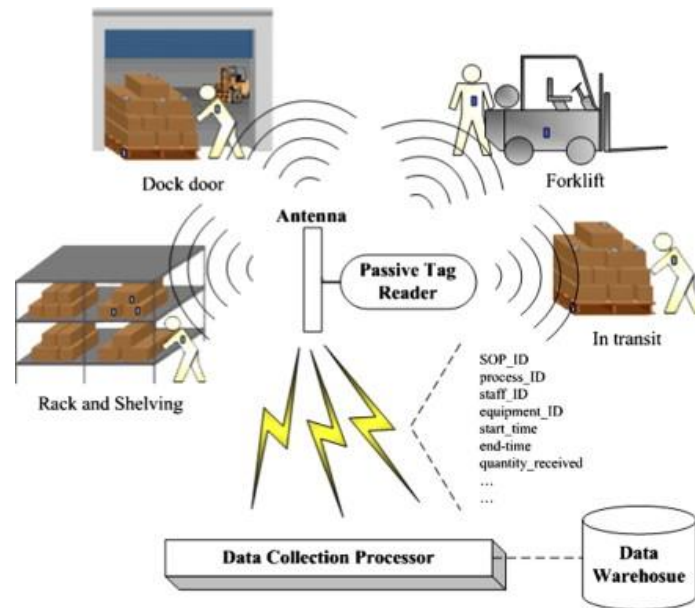 Dock door
Forklift
Antenna
Passive Tag
Reader
In transit
Rack and Shelving
SOP_ID
process_ID
staff_ID
equipment_ID
start_time
end-time
quantity_received
...
...
Data Collection Processor
Data
Warehosue